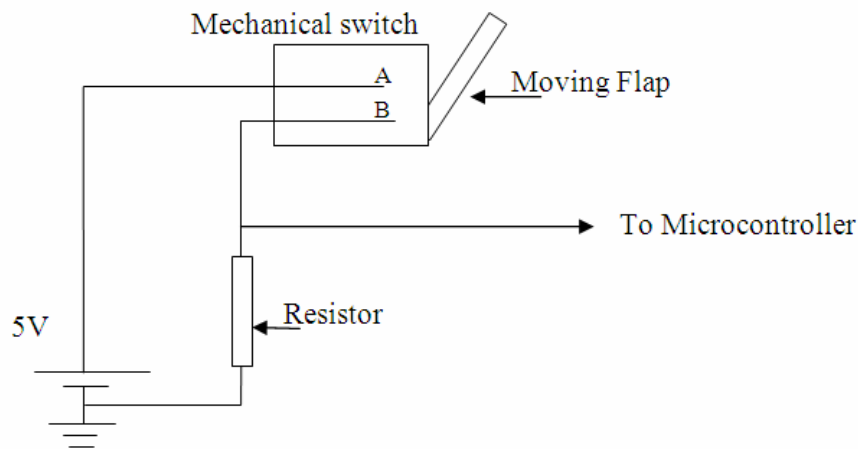 Mechanical switch
A
Moving Flap
B
To Microcontroller
Resistor
5V